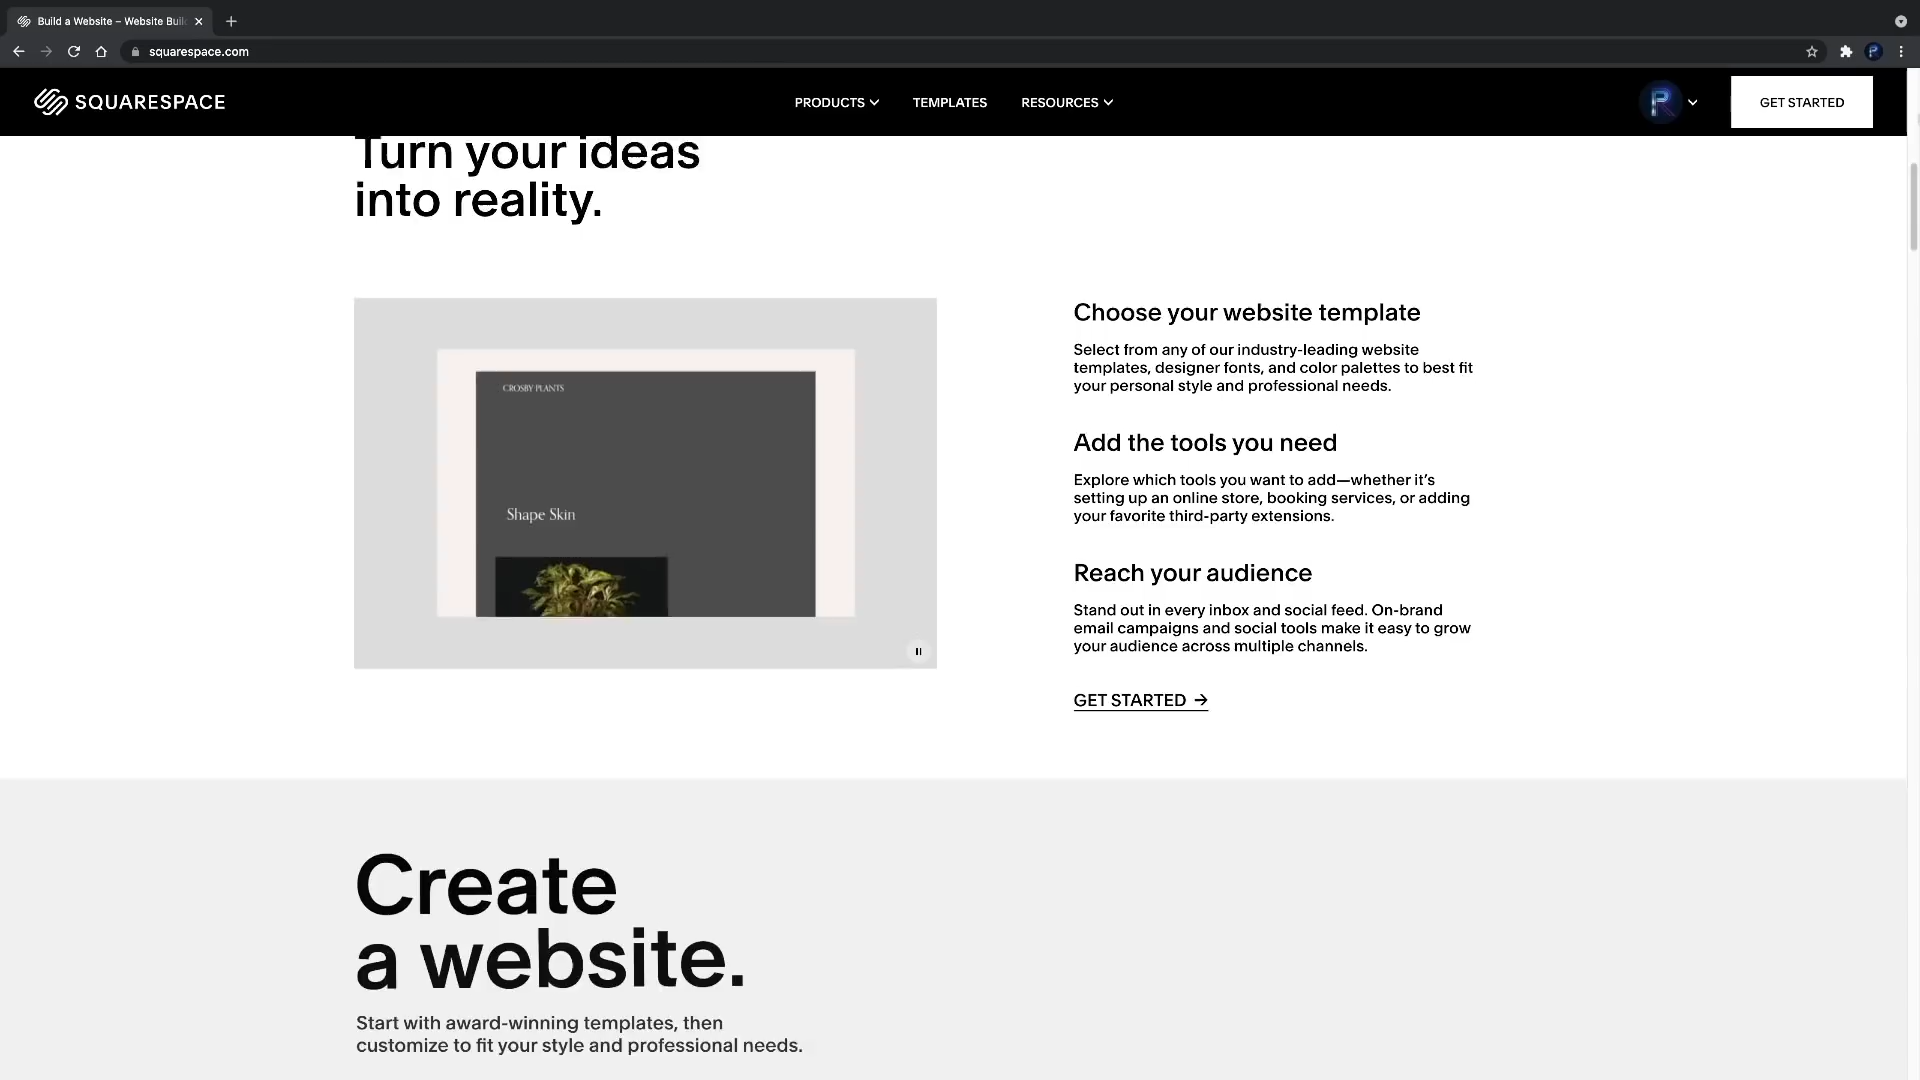 Build a Website – Website Buil
squarespace.com
SQUARESPACE
PRODUCTS
TEMPLATES
RESOURCES
GET STARTED
Turn your ideas
into reality.
CROSBY PLANTS
Shape Skin
Choose your website template
Select from any of our industry-leading website
templates, designer fonts, and color palettes to best fit
your personal style and professional needs.
Add the tools you need
Explore which tools you want to add—whether it’s
setting up an online store, booking services, or adding
your favorite third-party extensions.
Reach your audience
Stand out in every inbox and social feed. On-brand
email campaigns and social tools make it easy to grow
your audience across multiple channels.
GET STARTED →
Create
a website.
Start with award-winning templates, then
customize to fit your style and professional needs.